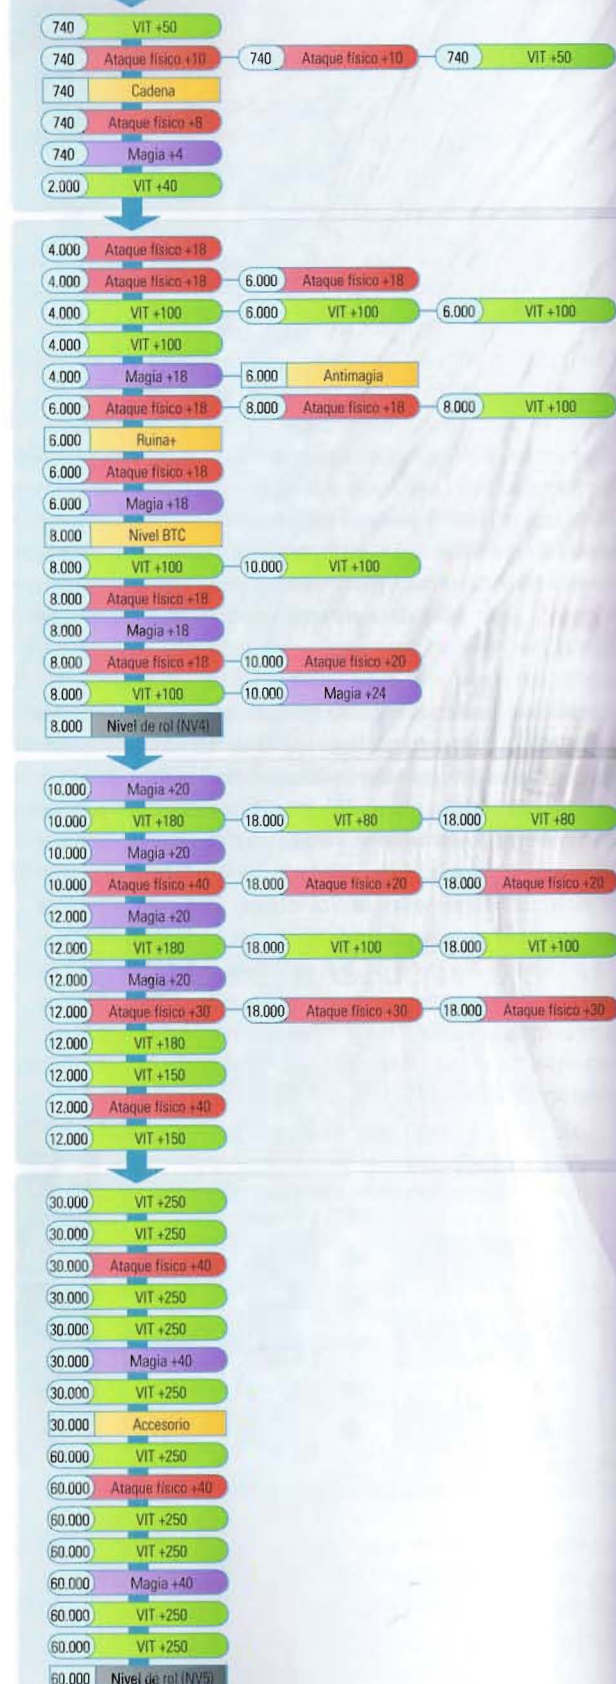 740 VIT +50
740 Ataque físico +10 740 Ataque físico +10 740 VIT +50
740 Cadena
740 Ataque físico +8
740 Magia +4
2.000 VIT +40
4.000 Ataque físico +18
4.000 Ataque físico +18 6.000 Ataque físico +18
4.000 VIT +100 6.000 VIT +100 6.000 VIT +100
4.000 VIT +100
4.000 Magia +18 6.000 Antimagia
6.000 Ataque físico +18 8.000 Ataque físico +18 8.000 VIT +100
6.000 Ruina+
6.000 Ataque físico +18
6.000 Magia +18
8.000 Nivel BTC
8.000 VIT +100 10.000 VIT +100
8.000 Ataque físico +18
8.000 Magia +18
8.000 Ataque físico +18 10.000 Ataque físico +20
8.000 VIT +100 10.000 Magia +24
8.000 Nivel de rol (NV4)
10.000 Magia +20
10.000 VIT +180 18.000 VIT +80 18.000 VIT +80
10.000 Magia +20
10.000 Ataque físico +40 18.000 Ataque físico +20 18.000 Ataque físico +20
12.000 Magia +20
12.000 VIT +180 18.000 VIT +100 18.000 VIT +100
12.000 Magia +20
12.000 Ataque físico +30 18.000 Ataque físico +30 18.000 Ataque físico +30
12.000 VIT +180
12.000 VIT +150
12.000 Ataque físico +40
12.000 VIT +150
30.000 VIT +250
30.000 VIT +250
30.000 Ataque físico +40
30.000 VIT +250
30.000 VIT +250
30.000 Magia +40
30.000 VIT +250
30.000 Accesorio
60.000 VIT +250
60.000 Ataque físico +40
60.000 VIT +250
60.000 VIT +250
60.000 Magia +40
60.000 VIT +250
60.000 VIT +250
60.000 Nivel de rol (NV5)